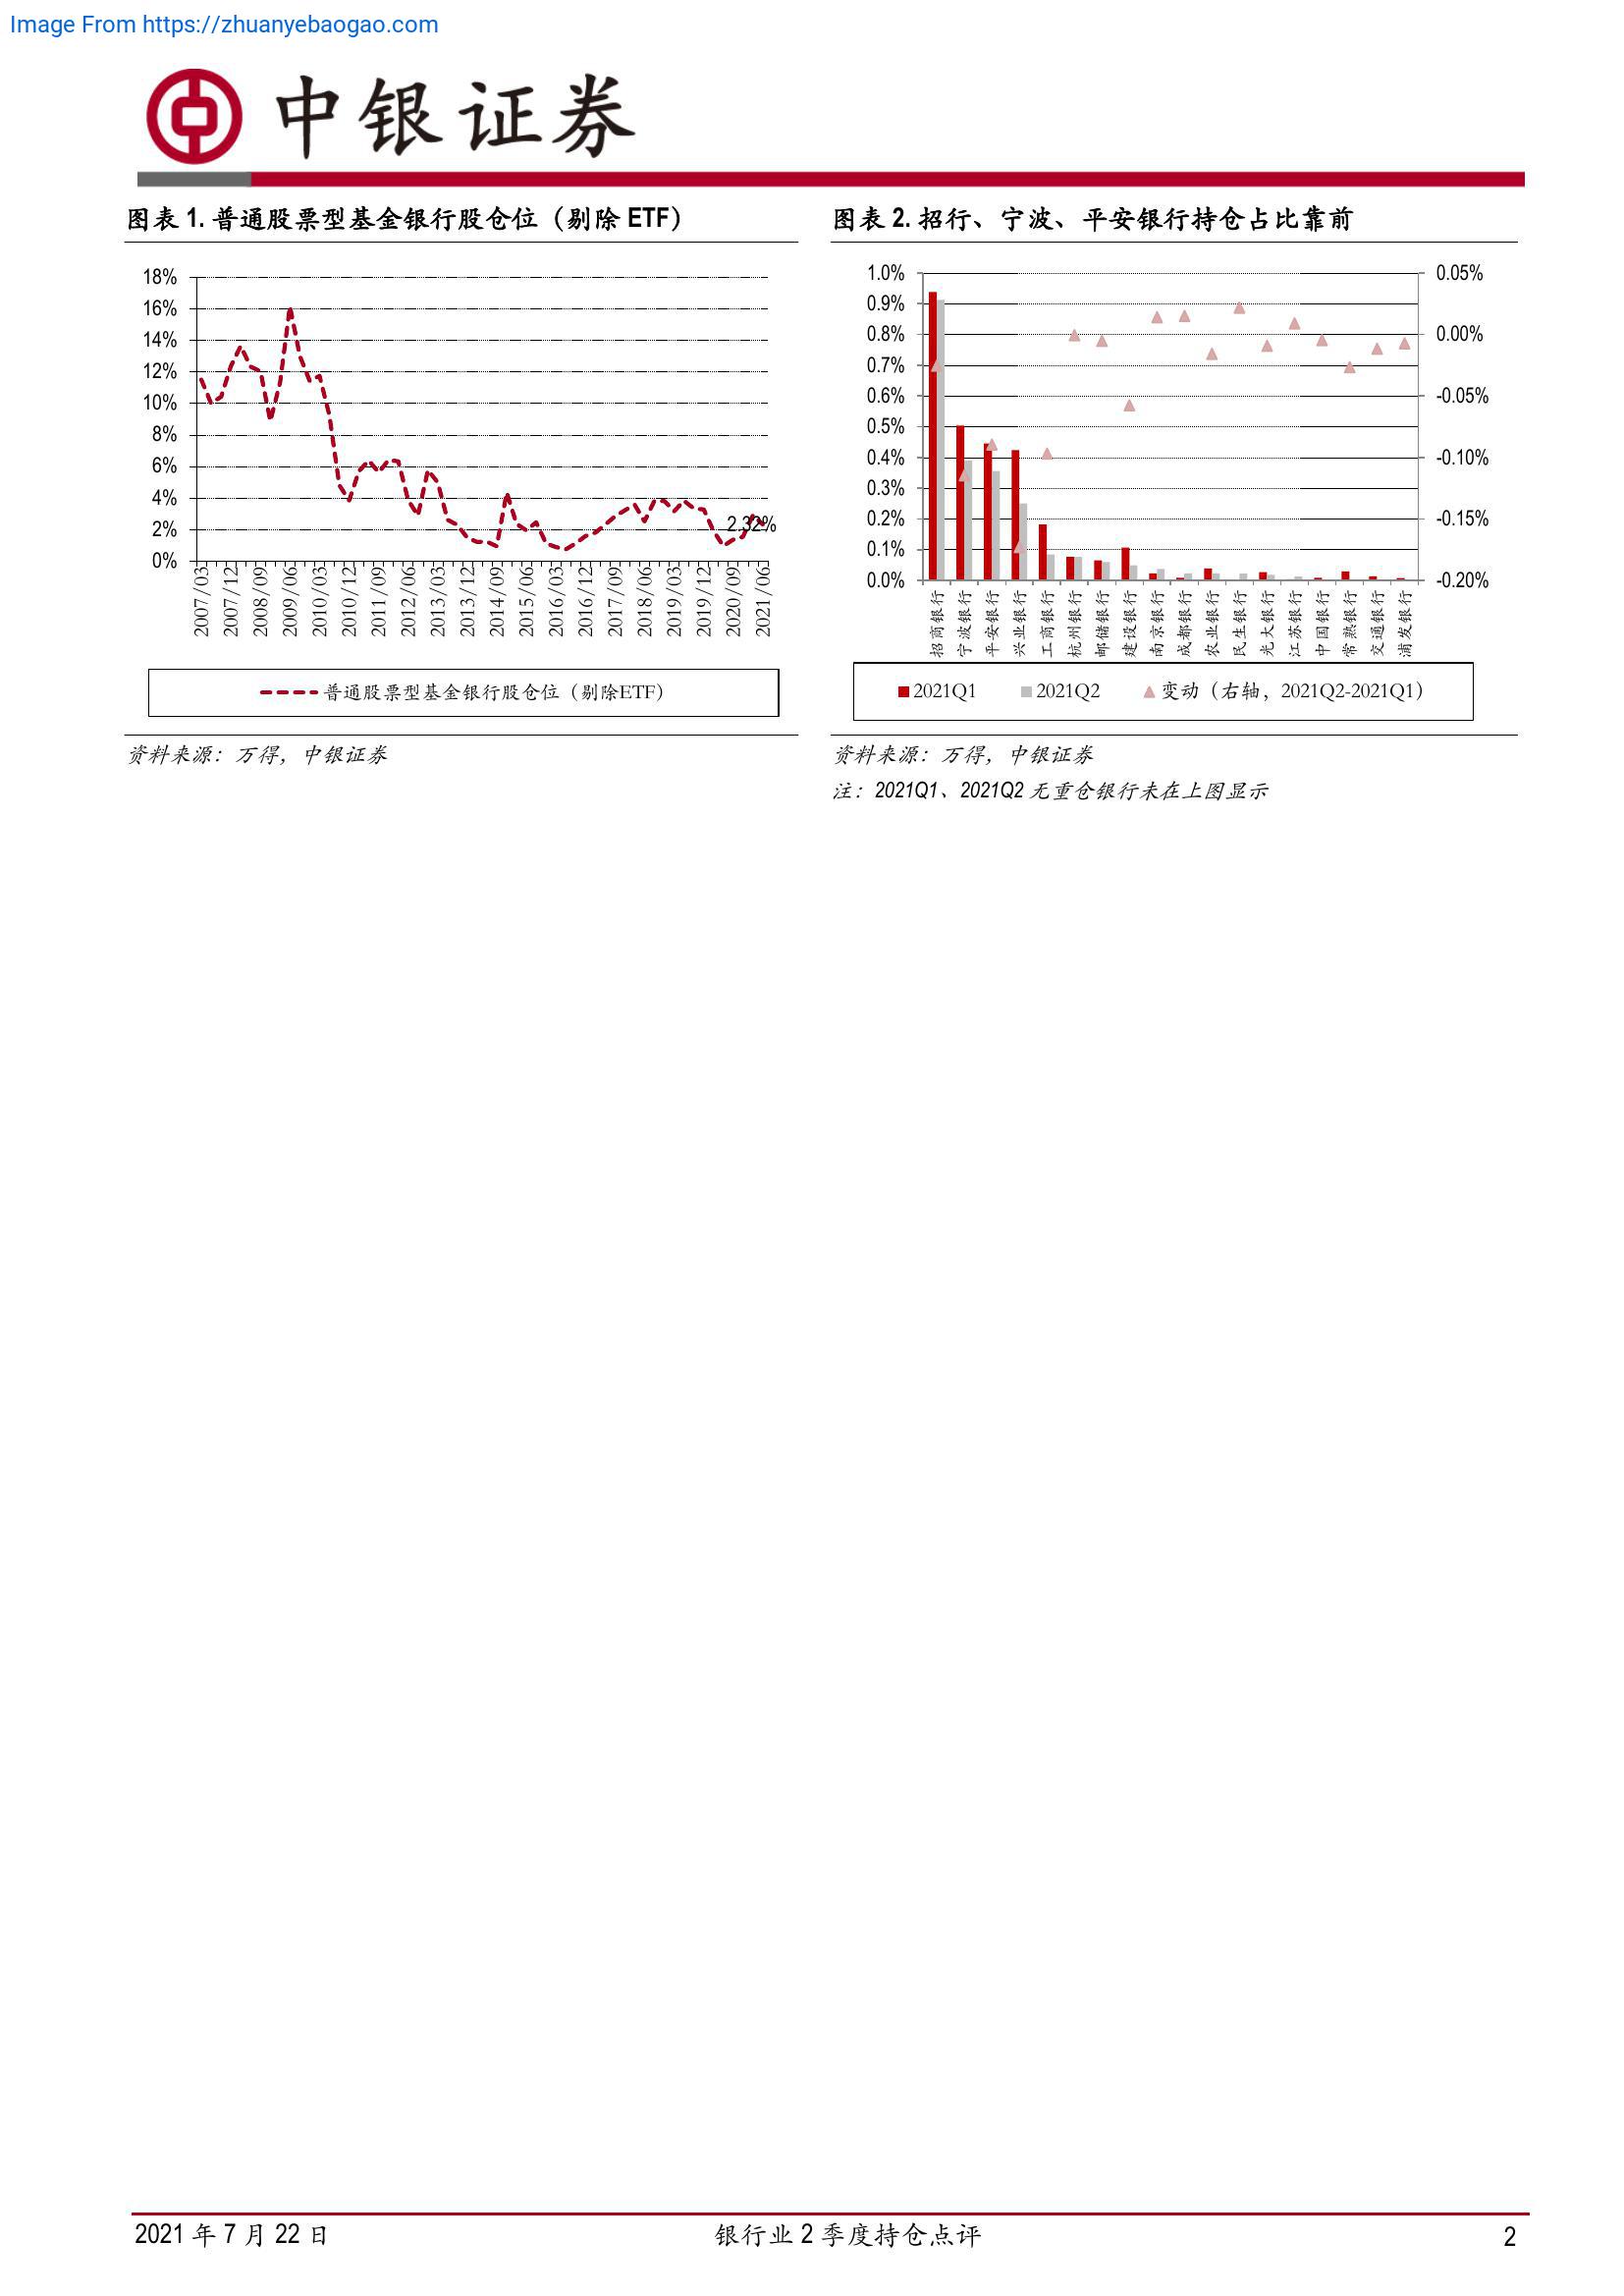 Image From https://zhuanyebaogao.com
中银证券
图表 1. 普通股票型基金银行股仓位（剔除 ETF）
18%
16%
14%
12%
10%
8%
6%
4%
2%
0%
2.32%
2007/03
2007/12
2008/09
2009/06
2010/03
2010/12
2011/09
2012/06
2013/03
2013/12
2014/09
2015/06
2016/03
2016/12
2017/09
2018/06
2019/03
2019/12
2020/09
2021/06
普通股票型基金银行股仓位（剔除ETF）
资料来源：万得，中银证券
图表 2. 招行、宁波、平安银行持仓占比靠前
1.0%
0.9%
0.8%
0.7%
0.6%
0.5%
0.4%
0.3%
0.2%
0.1%
0.0%
0.05%
0.00%
-0.05%
-0.10%
-0.15%
-0.20%
招商银行
宁波银行
平安银行
兴业银行
工商银行
杭州银行
邮储银行
建设银行
南京银行
成都银行
农业银行
民生银行
光大银行
江苏银行
中国银行
常熟银行
交通银行
浦发银行
2021Q1 2021Q2 变动（右轴，2021Q2-2021Q1）
资料来源：万得，中银证券
注：2021Q1、2021Q2 无重仓银行未在上图显示
2021 年 7 月 22 日 银行业 2 季度持仓点评 2